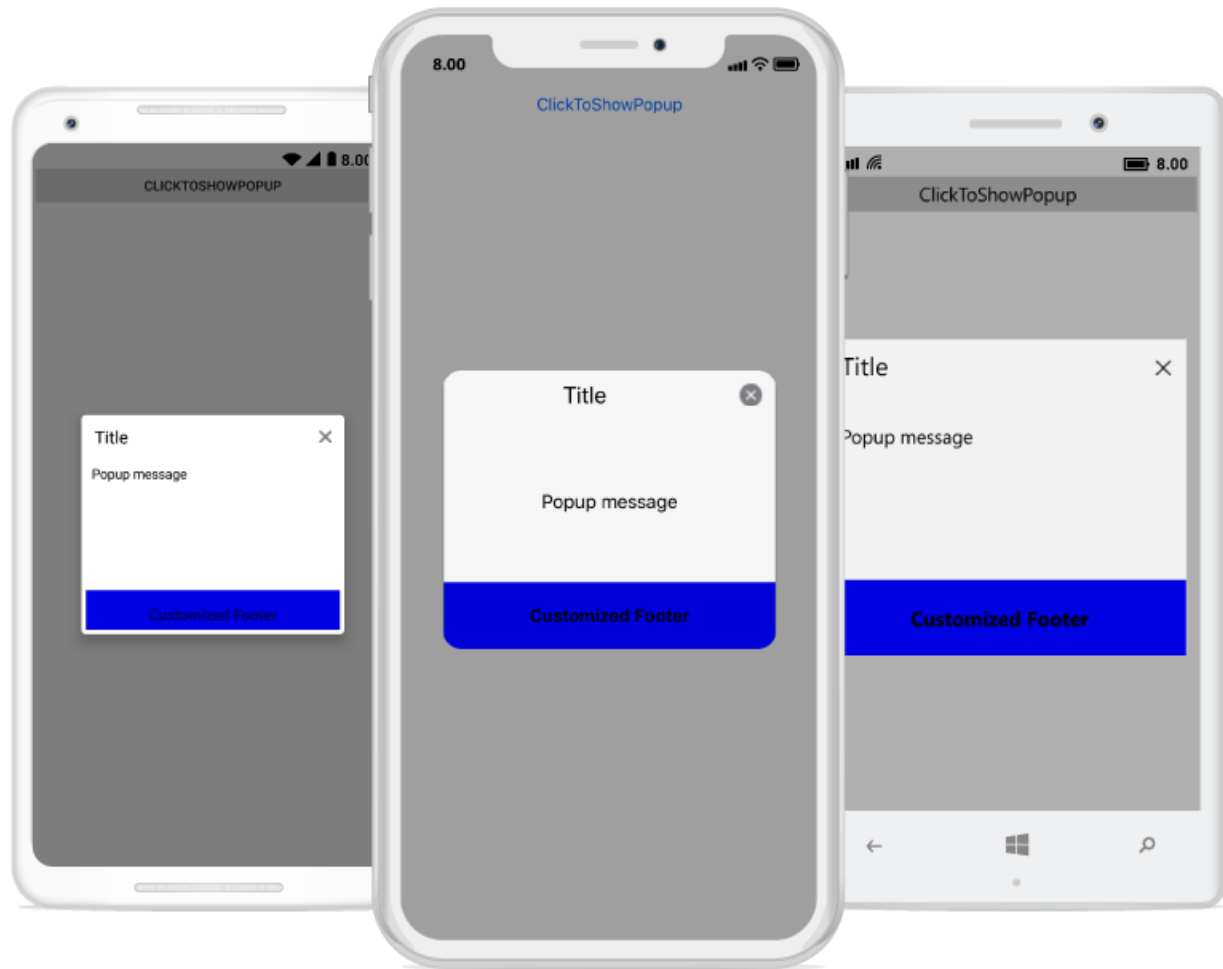 8.00
CLICKTOSHOWPOPUP
Title
Popup message
Customized Footer
8.00
ClickToShowPopup
Title
Popup message
Customized Footer
8.00
ClickToShowPopup
Title
Popup message
Customized Footer